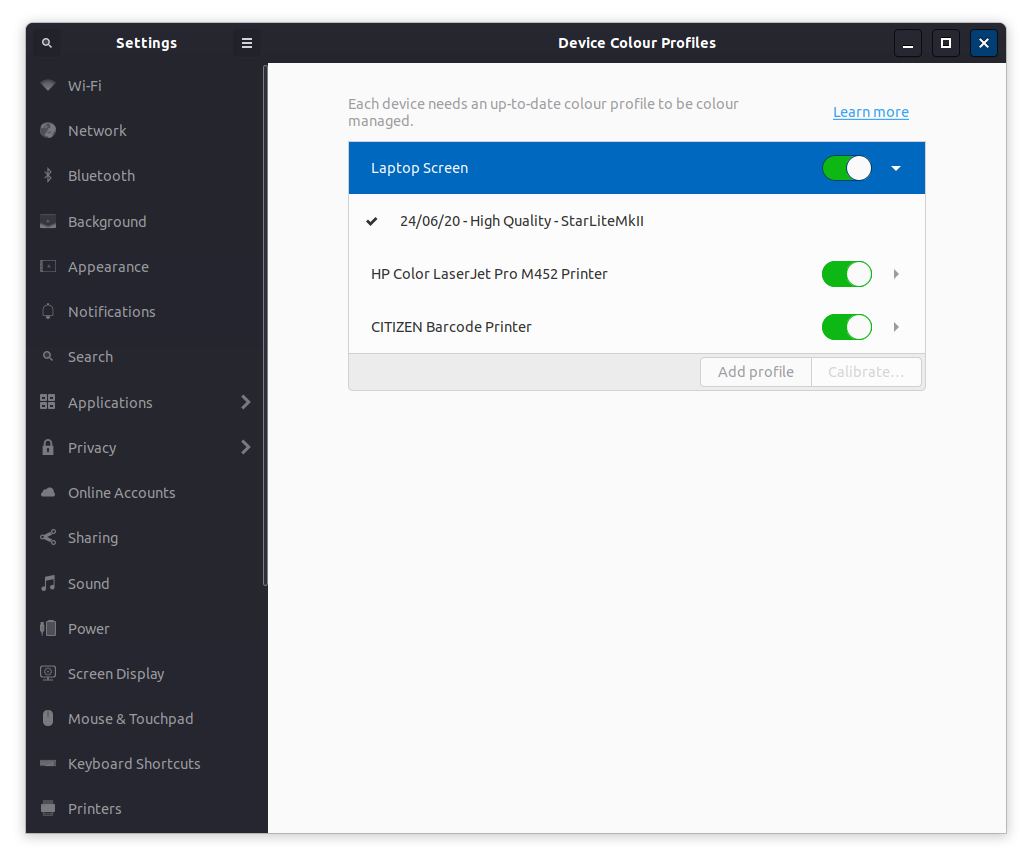 Settings
Device Colour Profiles
Wi-Fi
Network
Bluetooth
Background
Appearance
Notifications
Search
Applications
Privacy
Online Accounts
Sharing
Sound
Power
Screen Display
Mouse & Touchpad
Keyboard Shortcuts
Printers
Each device needs an up-to-date colour profile to be colour
managed.
Learn more
Laptop Screen
24/06/20 - High Quality - StarLiteMkII
HP Color LaserJet Pro M452 Printer
CITIZEN Barcode Printer
Add profile
Calibrate…